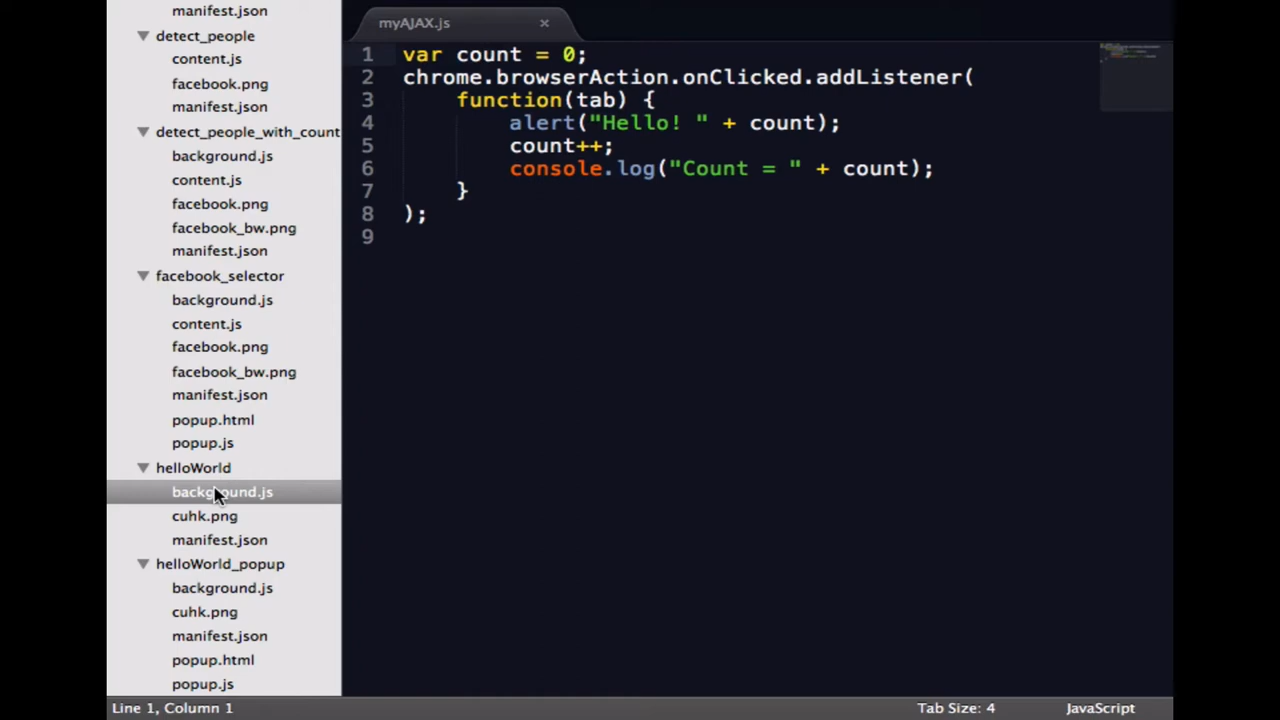 manifest.json
detect_people
content.js
facebook.png
manifest.json
detect_people_with_count
background.js
content.js
facebook.png
facebook_bw.png
manifest.json
facebook_selector
background.js
content.js
facebook.png
facebook_bw.png
manifest.json
popup.html
popup.js
helloWorld
background.js
cuhk.png
manifest.json
helloWorld_popup
background.js
cuhk.png
manifest.json
popup.html
popup.js
myAJAX.js ×
1 var count = 0;
2 chrome.browserAction.onClicked.addListener(
3 function(tab) {
4 alert("Hello! " + count);
5 count++;
6 console.log("Count = " + count);
7 }
8 );
9
Line 1, Column 1 Tab Size: 4 JavaScript